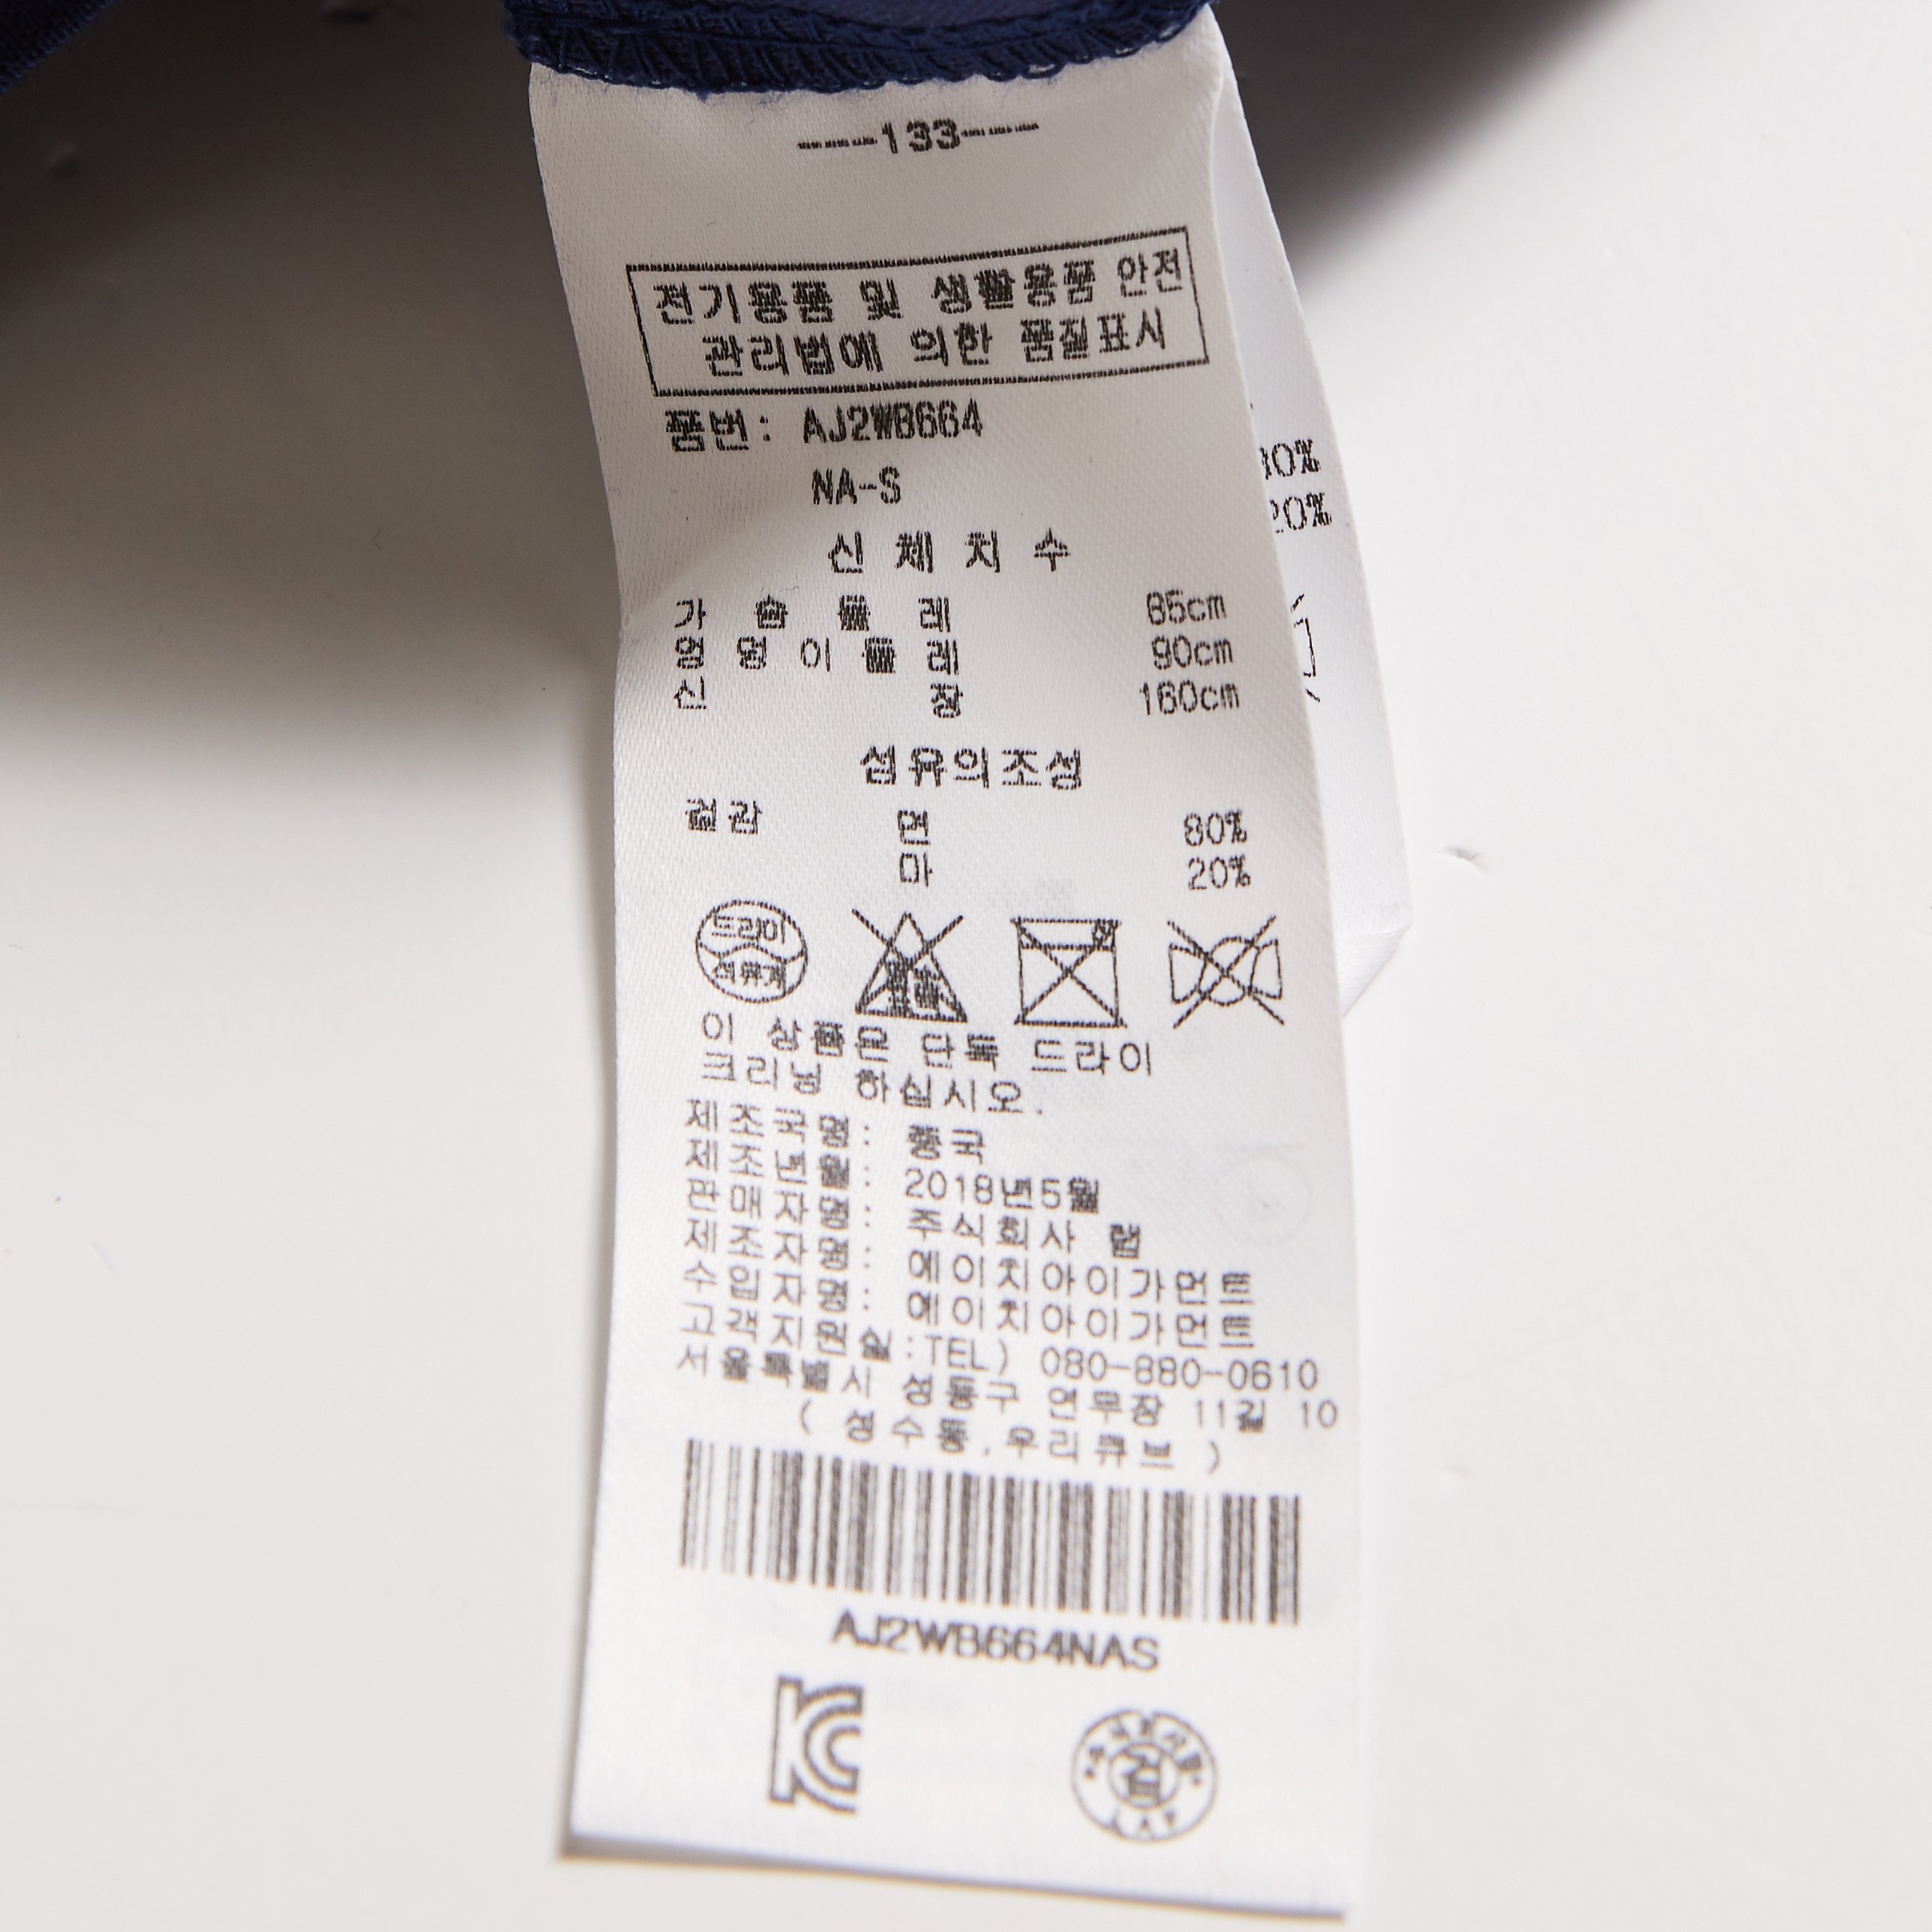 133
전기용품 및 생활용품 안전
관리법에 의한 품질표시
품번: AJ2WB664
NA-S
신체치수
가슴둘레 85cm
엉덩이둘레 90cm
신장 160cm
섬유의조성
겉감 면 80%
마 20%
드라이
석유계
이 상품은 단독 드라이
크리닝 하십시오.
제조국명: 중국
제조년월: 2018년5월
판매자명: 주식회사 랩
제조자명: 에이치아이가먼트
수입자명: 에이치아이가먼트
고객지원실:TEL) 080-880-0610
서울특별시 성동구 연무장 11길 10
( 성수동,우리큐브 )
AJ2WB664NAS
KC
검
LAP
20%